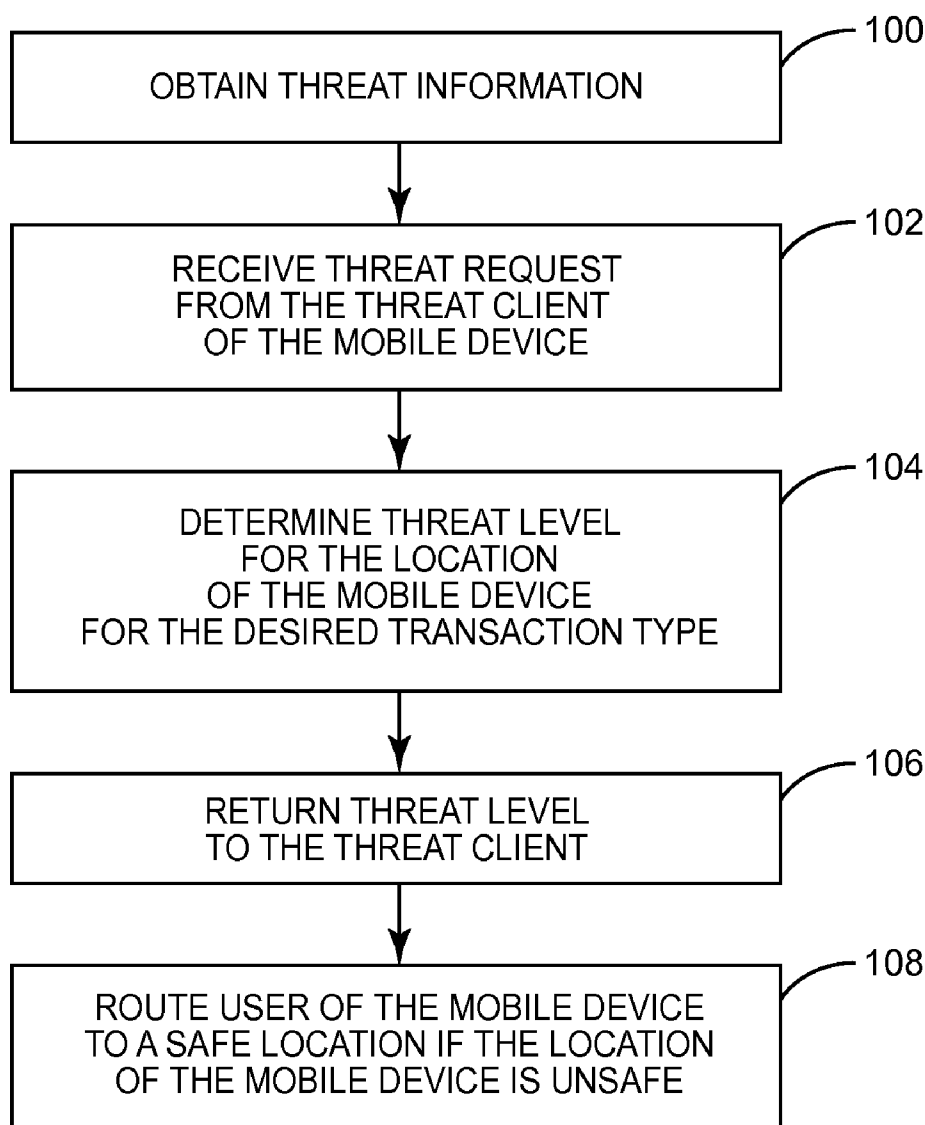 100
OBTAIN THREAT INFORMATION
102
RECEIVE THREAT REQUEST
FROM THE THREAT CLIENT
OF THE MOBILE DEVICE
104
DETERMINE THREAT LEVEL
FOR THE LOCATION
OF THE MOBILE DEVICE
FOR THE DESIRED TRANSACTION TYPE
106
RETURN THREAT LEVEL
TO THE THREAT CLIENT
108
ROUTE USER OF THE MOBILE DEVICE
TO A SAFE LOCATION IF THE LOCATION
OF THE MOBILE DEVICE IS UNSAFE